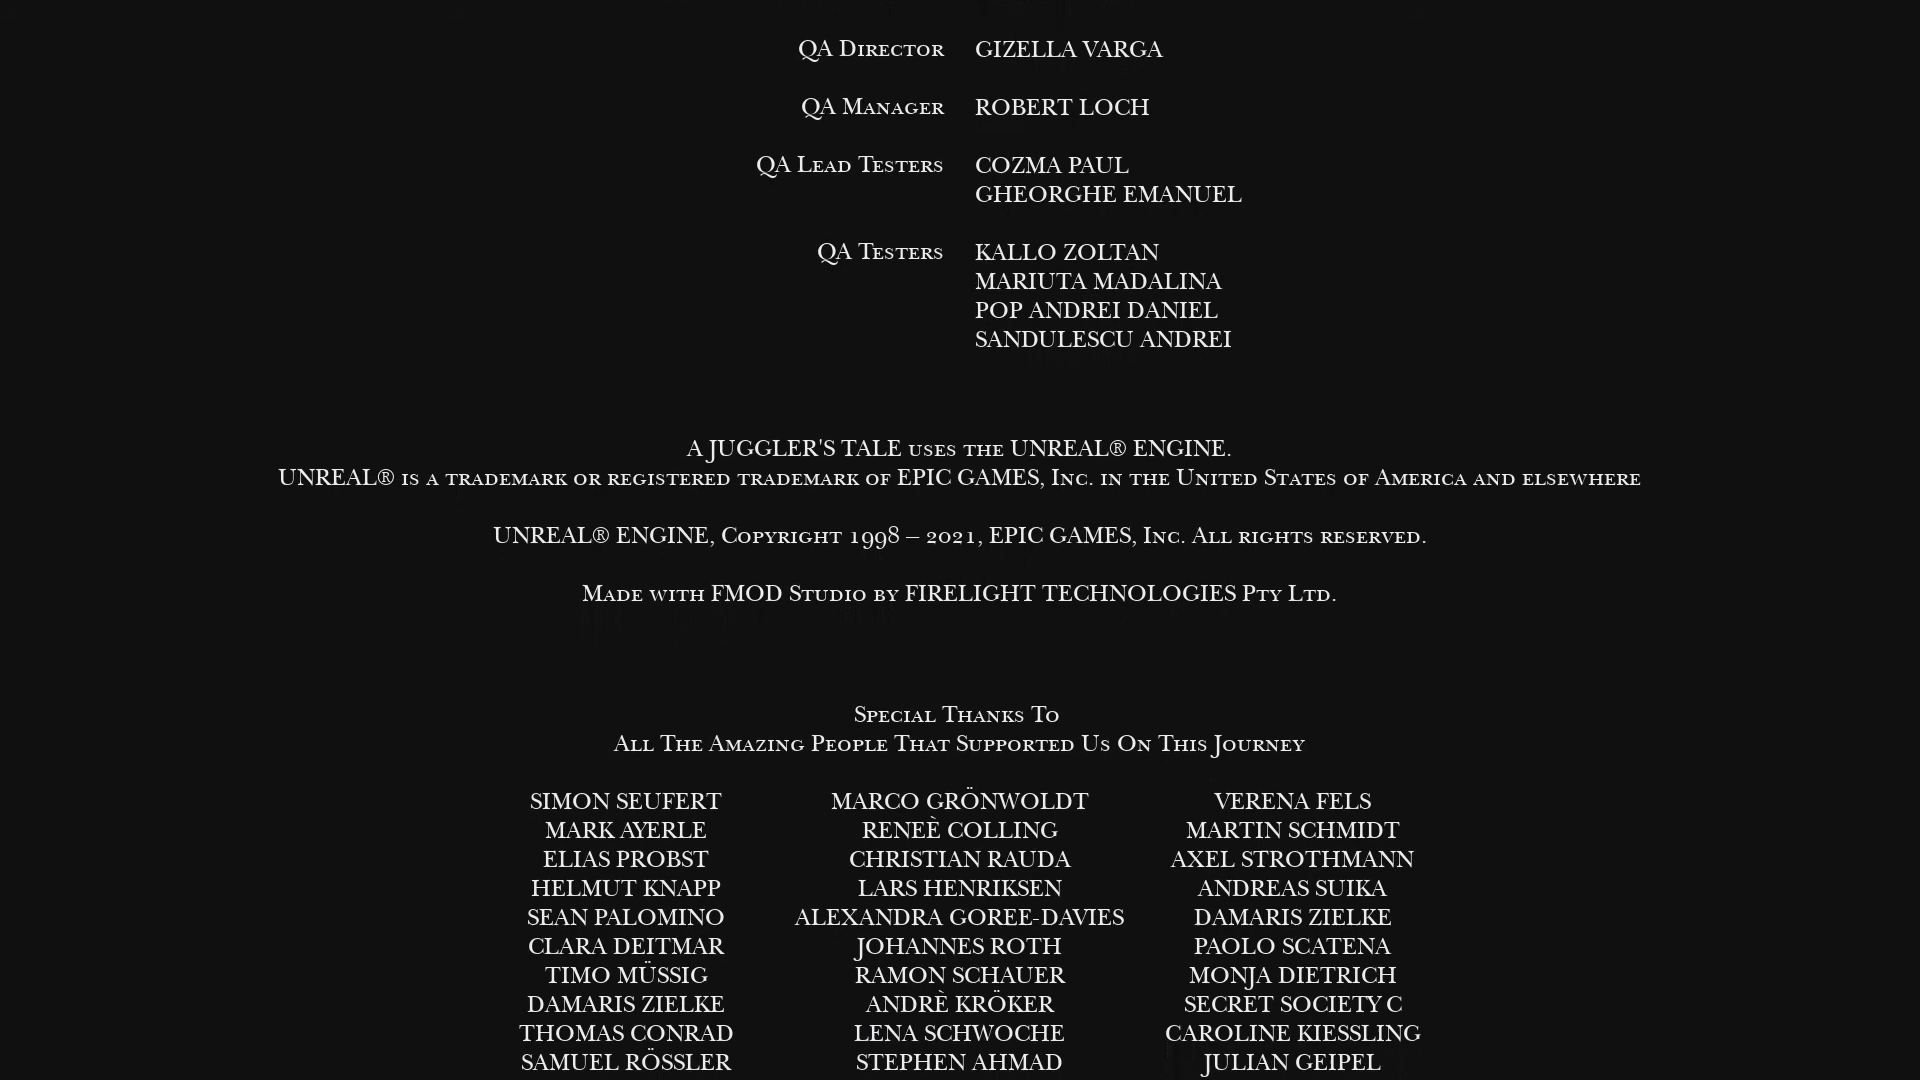 QA Director GIZELLA VARGA
QA Manager ROBERT LOCH
QA Lead Testers COZMA PAUL
GHEORGHE EMANUEL
QA Testers KALLO ZOLTAN
MARIUTA MADALINA
POP ANDREI DANIEL
SANDULESCU ANDREI
A JUGGLER'S TALE uses the UNREAL® ENGINE.
UNREAL® is a trademark or registered trademark of EPIC GAMES, Inc. in the United States of America and elsewhere
UNREAL® ENGINE, Copyright 1998 – 2021, EPIC GAMES, Inc. All rights reserved.
Made with FMOD Studio by FIRELIGHT TECHNOLOGIES Pty Ltd.
Special Thanks To
All The Amazing People That Supported Us On This Journey
SIMON SEUFERT MARCO GRÖNWOLDT VERENA FELS
MARK AYERLE RENEÈ COLLING MARTIN SCHMIDT
ELIAS PROBST CHRISTIAN RAUDA AXEL STROTHMANN
HELMUT KNAPP LARS HENRIKSEN ANDREAS SUIKA
SEAN PALOMINO ALEXANDRA GOREE-DAVIES DAMARIS ZIELKE
CLARA DEITMAR JOHANNES ROTH PAOLO SCATENA
TIMO MÜSSIG RAMON SCHAUER MONJA DIETRICH
DAMARIS ZIELKE ANDRÈ KRÖKER SECRET SOCIETY C
THOMAS CONRAD LENA SCHWOCHE CAROLINE KIESSLING
SAMUEL RÖSSLER STEPHEN AHMAD JULIAN GEIPEL